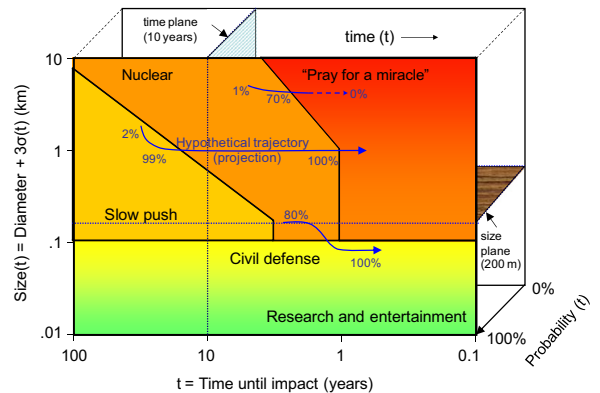 time plane
(10 years)
time (t)
10
1
.1
.01
Size(t) = Diameter + 3σ(t) (km)
Nuclear
"Pray for a miracle"
1%
70%
0%
2%
99%
Hypothetical trajectory
(projection)
100%
Slow push
80%
100%
Civil defense
Research and entertainment
size
plane
(200 m)
0%
100%
Probability (t)
100
10
1
0.1
t = Time until impact (years)